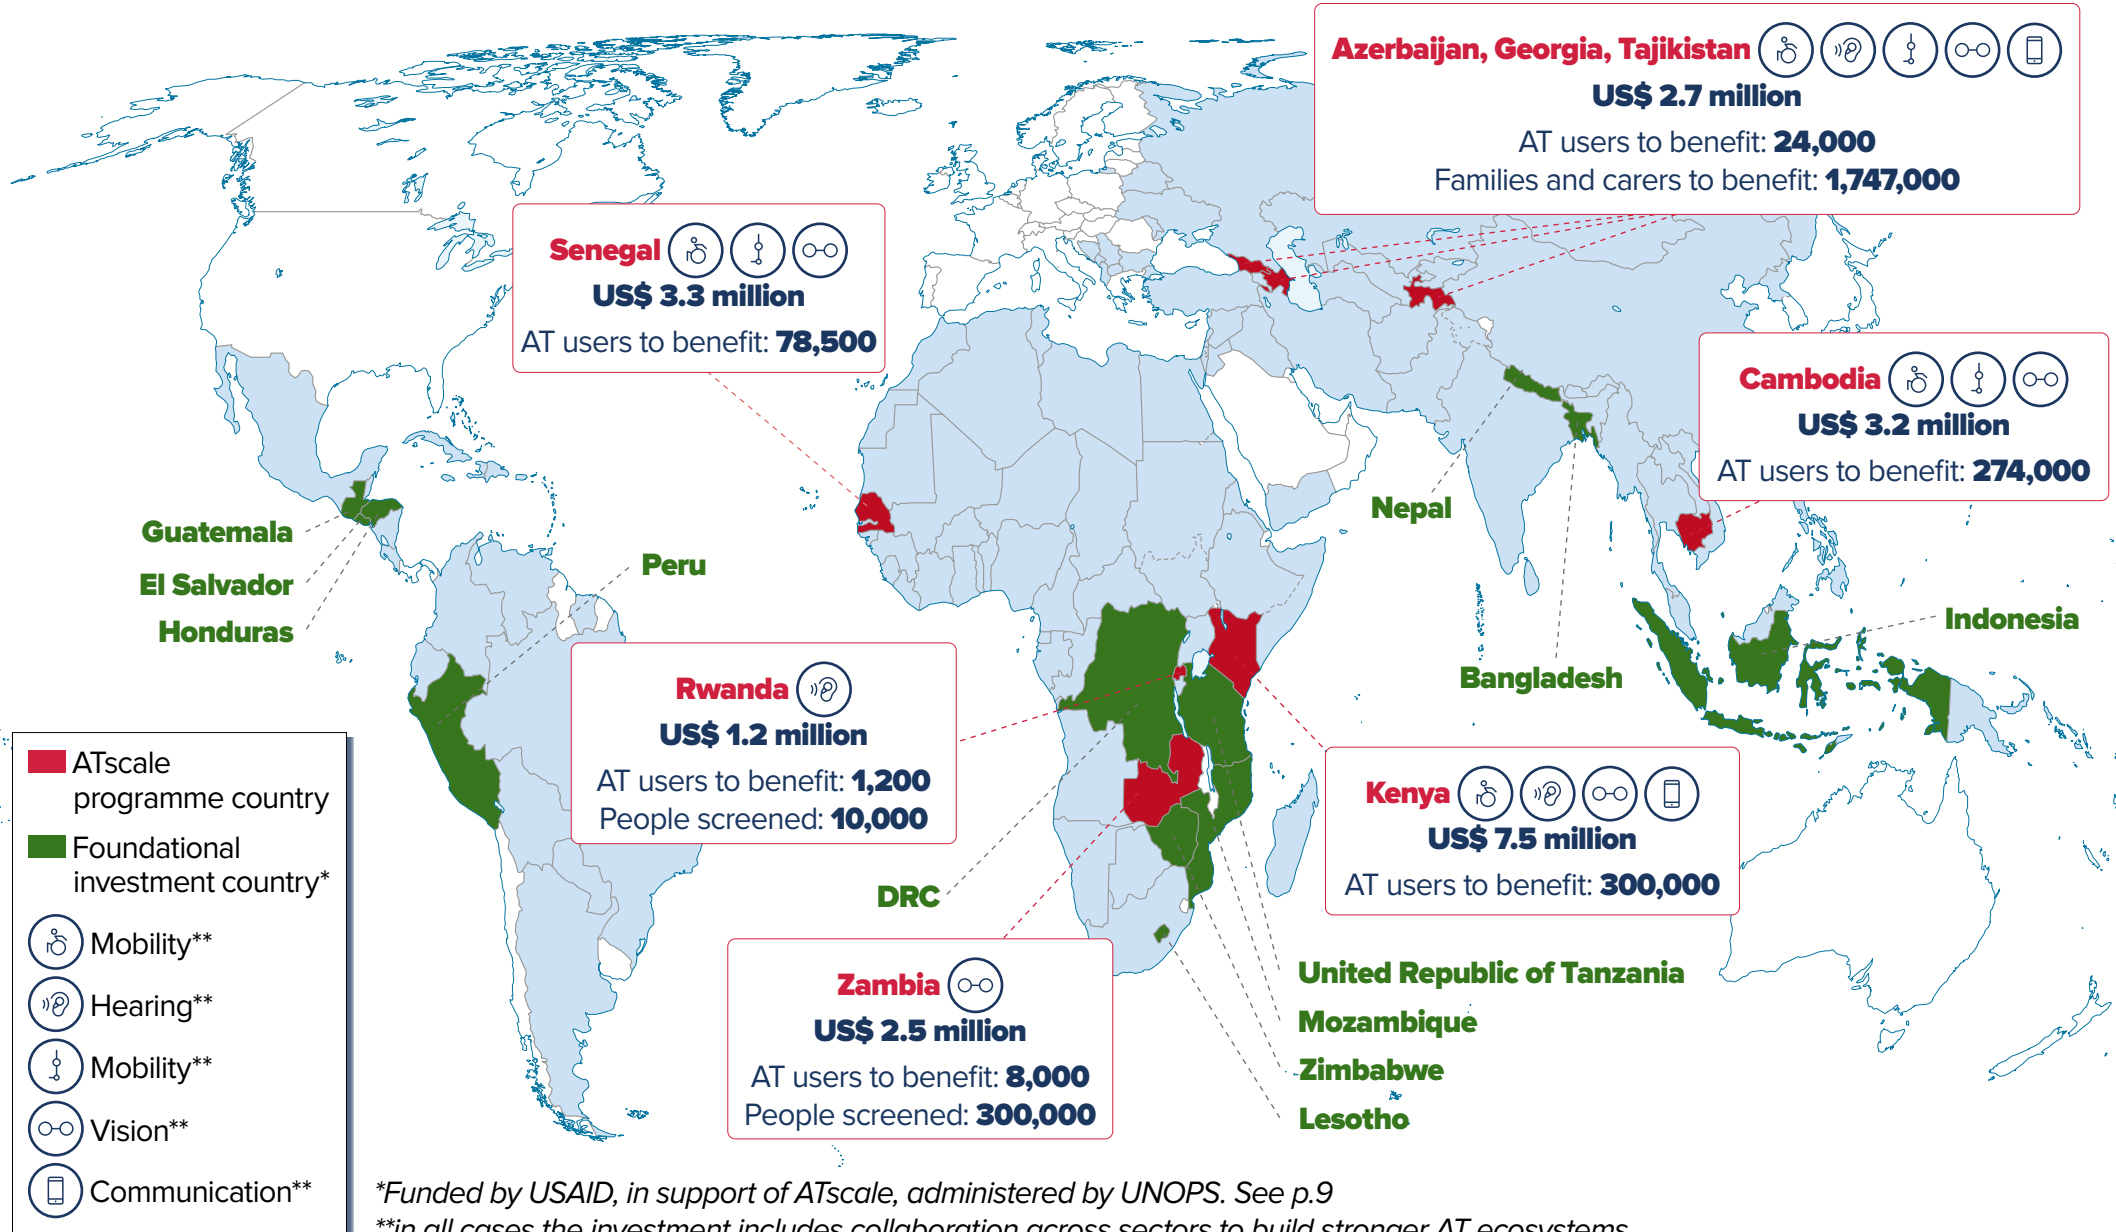 Azerbaijan, Georgia, Tajikistan
US$ 2.7 million
AT users to benefit: 24,000
Families and carers to benefit: 1,747,000
Senegal
US$ 3.3 million
AT users to benefit: 78,500
Cambodia
US$ 3.2 million
AT users to benefit: 274,000
Guatemala
El Salvador
Honduras
Peru
Nepal
Bangladesh
Indonesia
Rwanda
US$ 1.2 million
AT users to benefit: 1,200
People screened: 10,000
Kenya
US$ 7.5 million
AT users to benefit: 300,000
DRC
Zambia
US$ 2.5 million
AT users to benefit: 8,000
People screened: 300,000
United Republic of Tanzania
Mozambique
Zimbabwe
Lesotho
ATscale
programme country
Foundational
investment country*
Mobility**
Hearing**
Mobility**
Vision**
Communication**
*Funded by USAID, in support of ATscale, administered by UNOPS. See p.9
**in all cases the investment includes collaboration across sectors to build stronger AT ecosystems